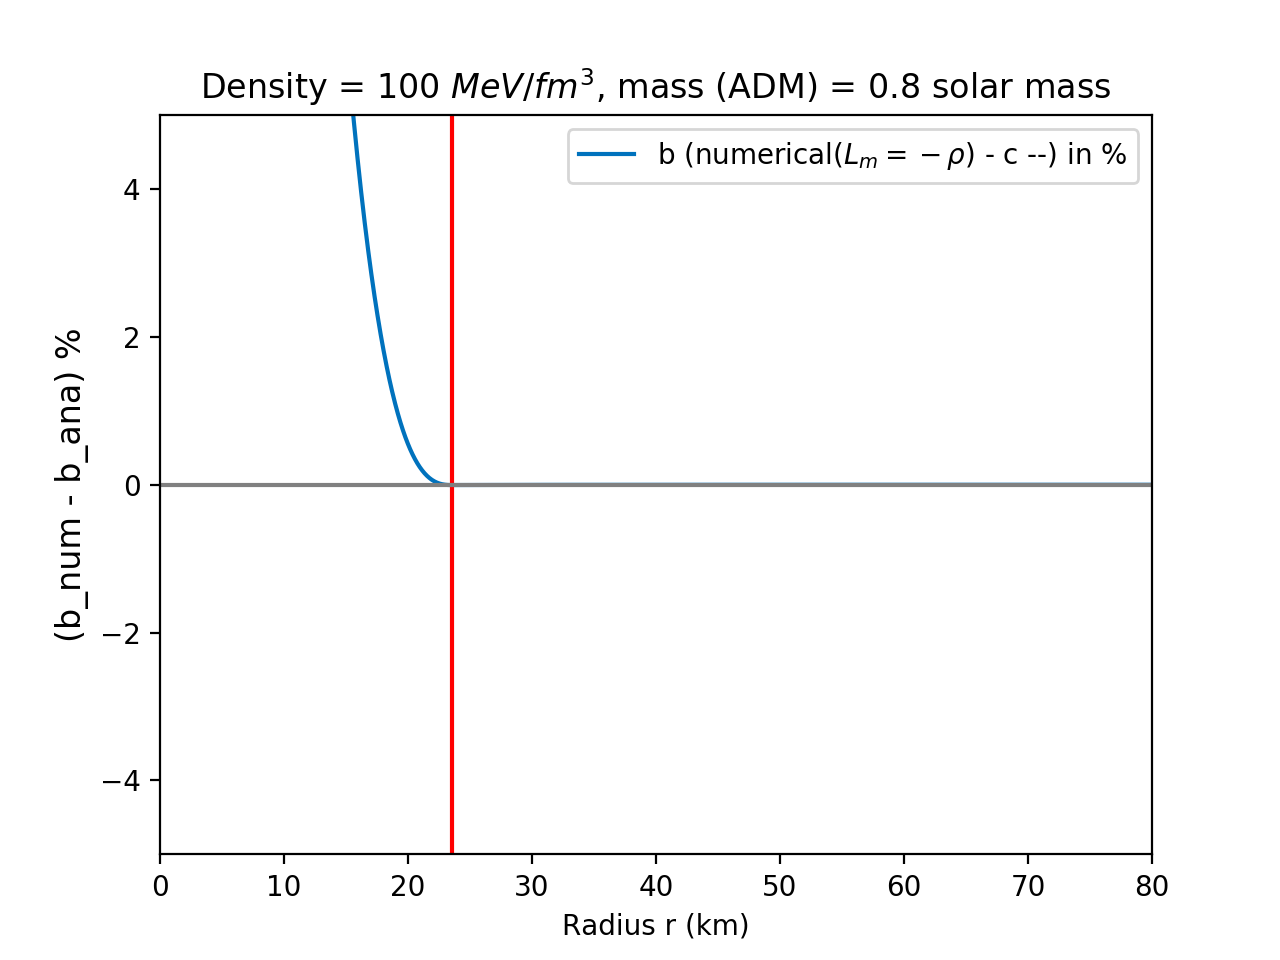 Density = 100 MeV/fm³, mass (ADM) = 0.8 solar mass
b (numerical(Lₘ = −ρ) - c --) in %
(b_num - b_ana) %
4
2
0
−2
−4
0 10 20 30 40 50 60 70 80
Radius r (km)